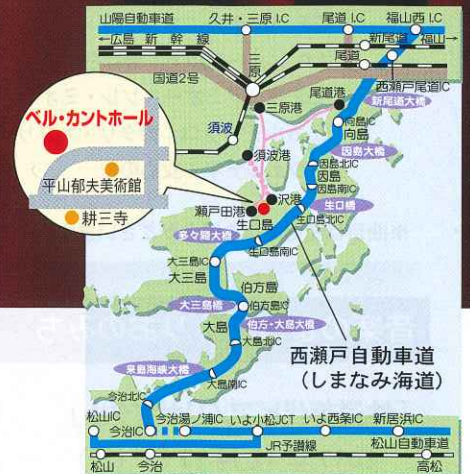 山陽自動車道
久井・三原 I.C
尾道 I.C
福山西 I.C
←広島 新幹線
福山→
新尾道
三原
尾道
国道2号
西瀬戸尾道IC
尾道港
新尾道大橋
三原港
ベル・カントホール
須波
向島IC
向島
須波港
因島大橋
因島北IC
因島
平山郁夫美術館
沢港
因島南IC
瀬戸田港
生口橋
耕三寺
生口島
生口島北IC
多々羅大橋
生口島南IC
大三島IC
大三島
伯方島
大三島橋
伯方島IC
大島
伯方・大島大橋
大島北IC
西瀬戸自動車道
(しまなみ海道)
来島海峡大橋
大島南IC
今治北IC
松山IC
今治湯ノ浦IC
いよ小松JCT
いよ西条IC
新居浜IC
今治IC
JR予讃線
松山自動車道
松山
今治
高松